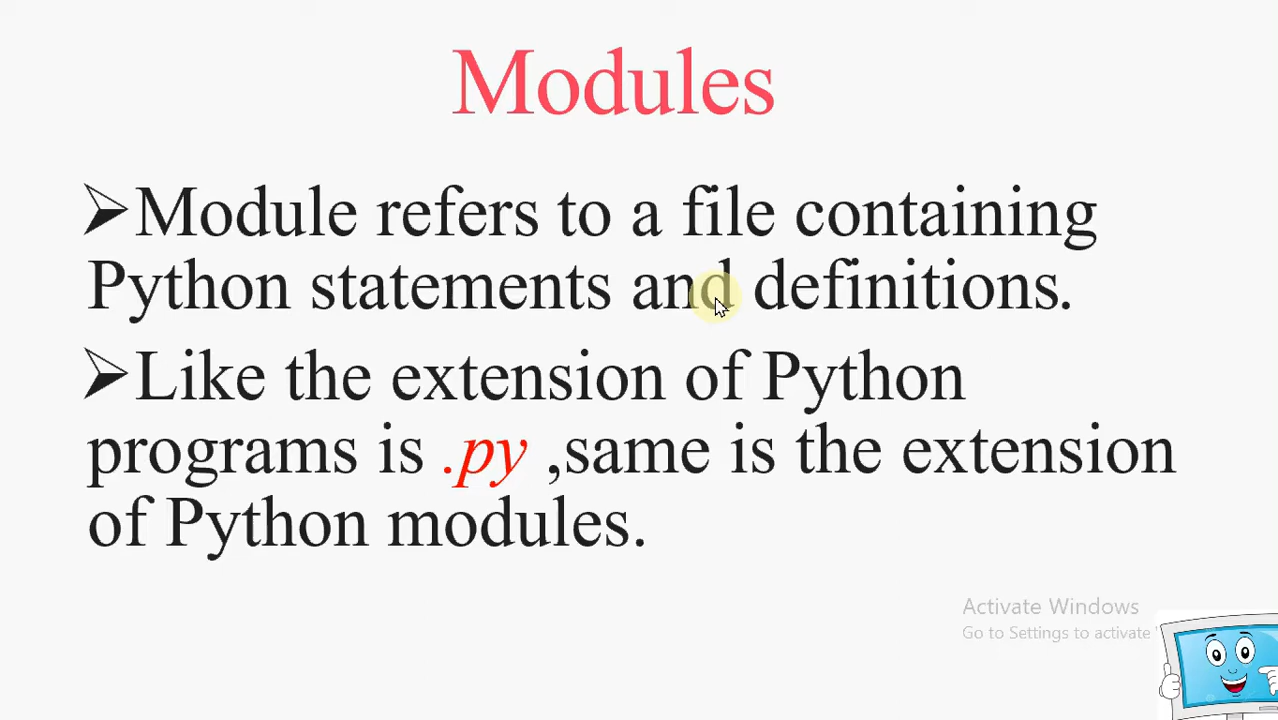 Modules
➢Module refers to a file containing
Python statements and definitions.
➢Like the extension of Python
programs is .py ,same is the extension
of Python modules.
Activate Windows
Go to Settings to activate